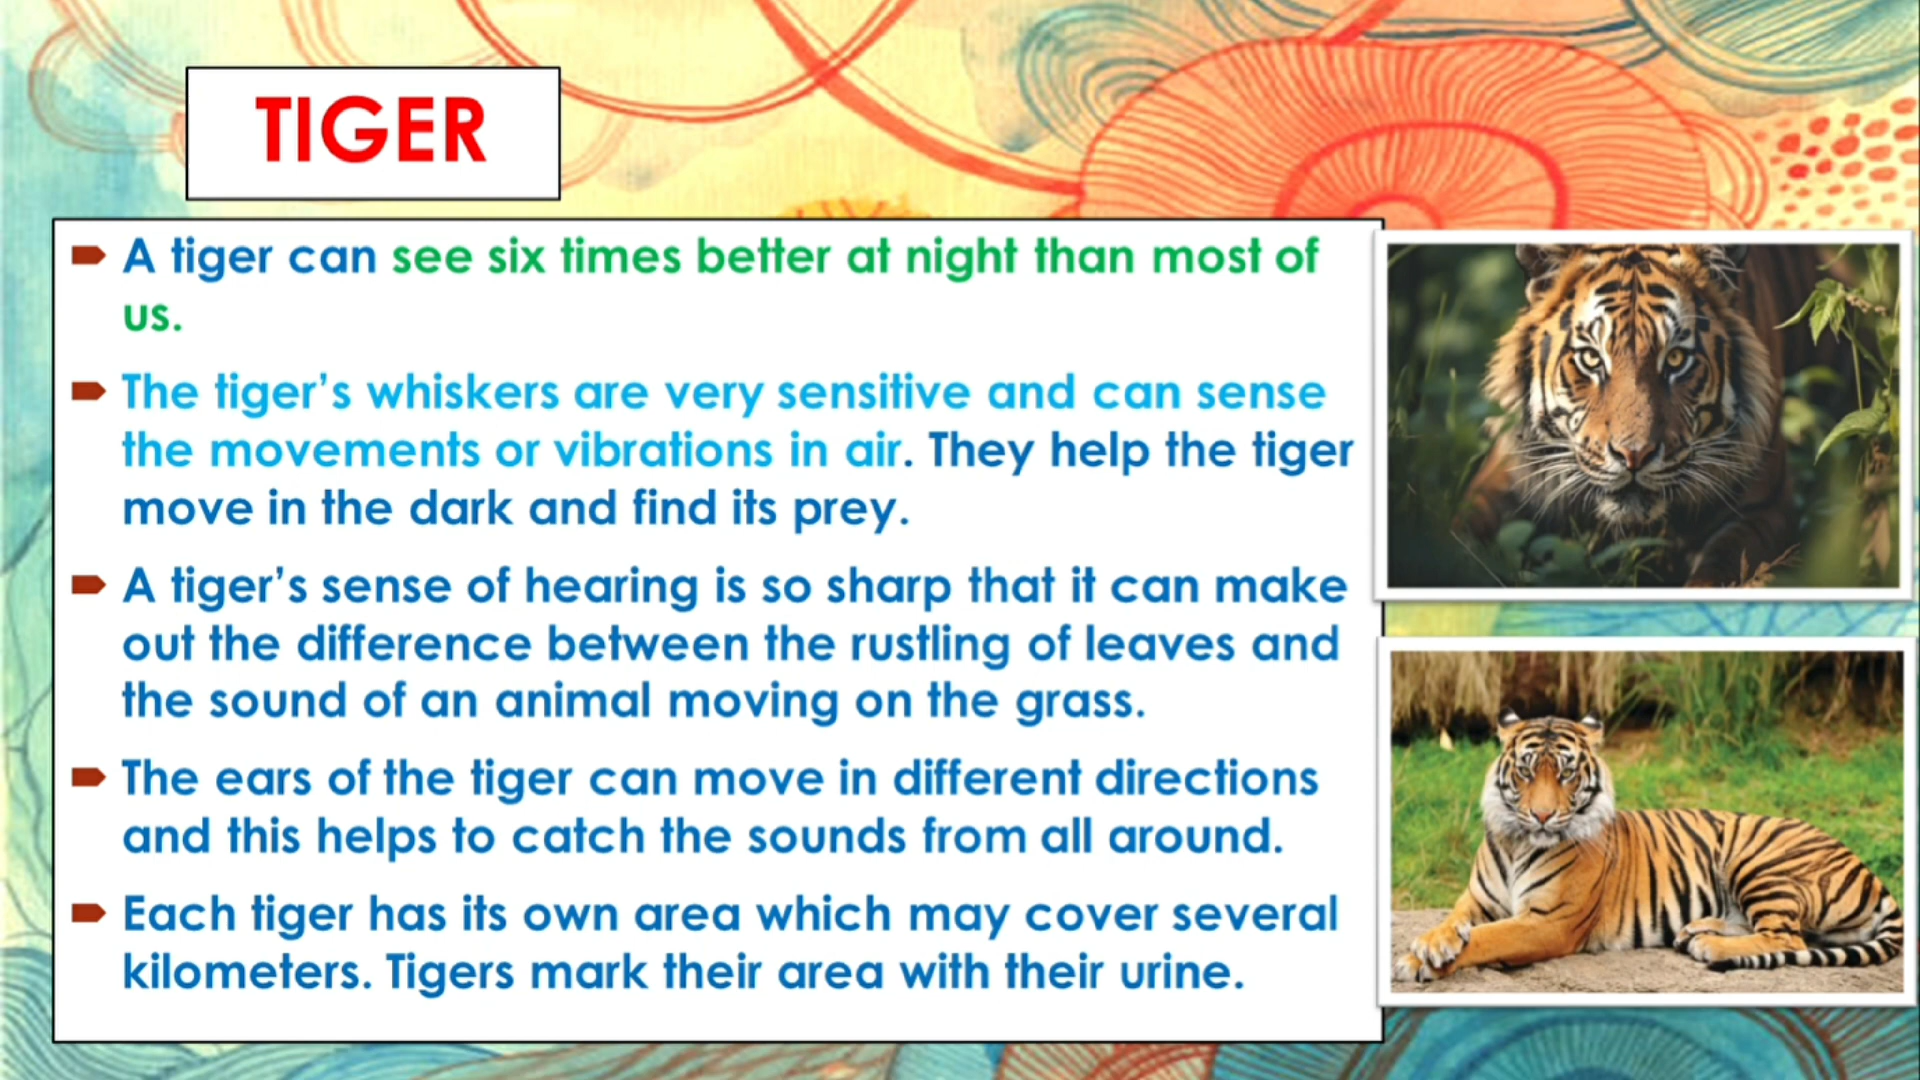 TIGER
A tiger can see six times better at night than most of
us.
The tiger’s whiskers are very sensitive and can sense
the movements or vibrations in air. They help the tiger
move in the dark and find its prey.
A tiger’s sense of hearing is so sharp that it can make
out the difference between the rustling of leaves and
the sound of an animal moving on the grass.
The ears of the tiger can move in different directions
and this helps to catch the sounds from all around.
Each tiger has its own area which may cover several
kilometers. Tigers mark their area with their urine.